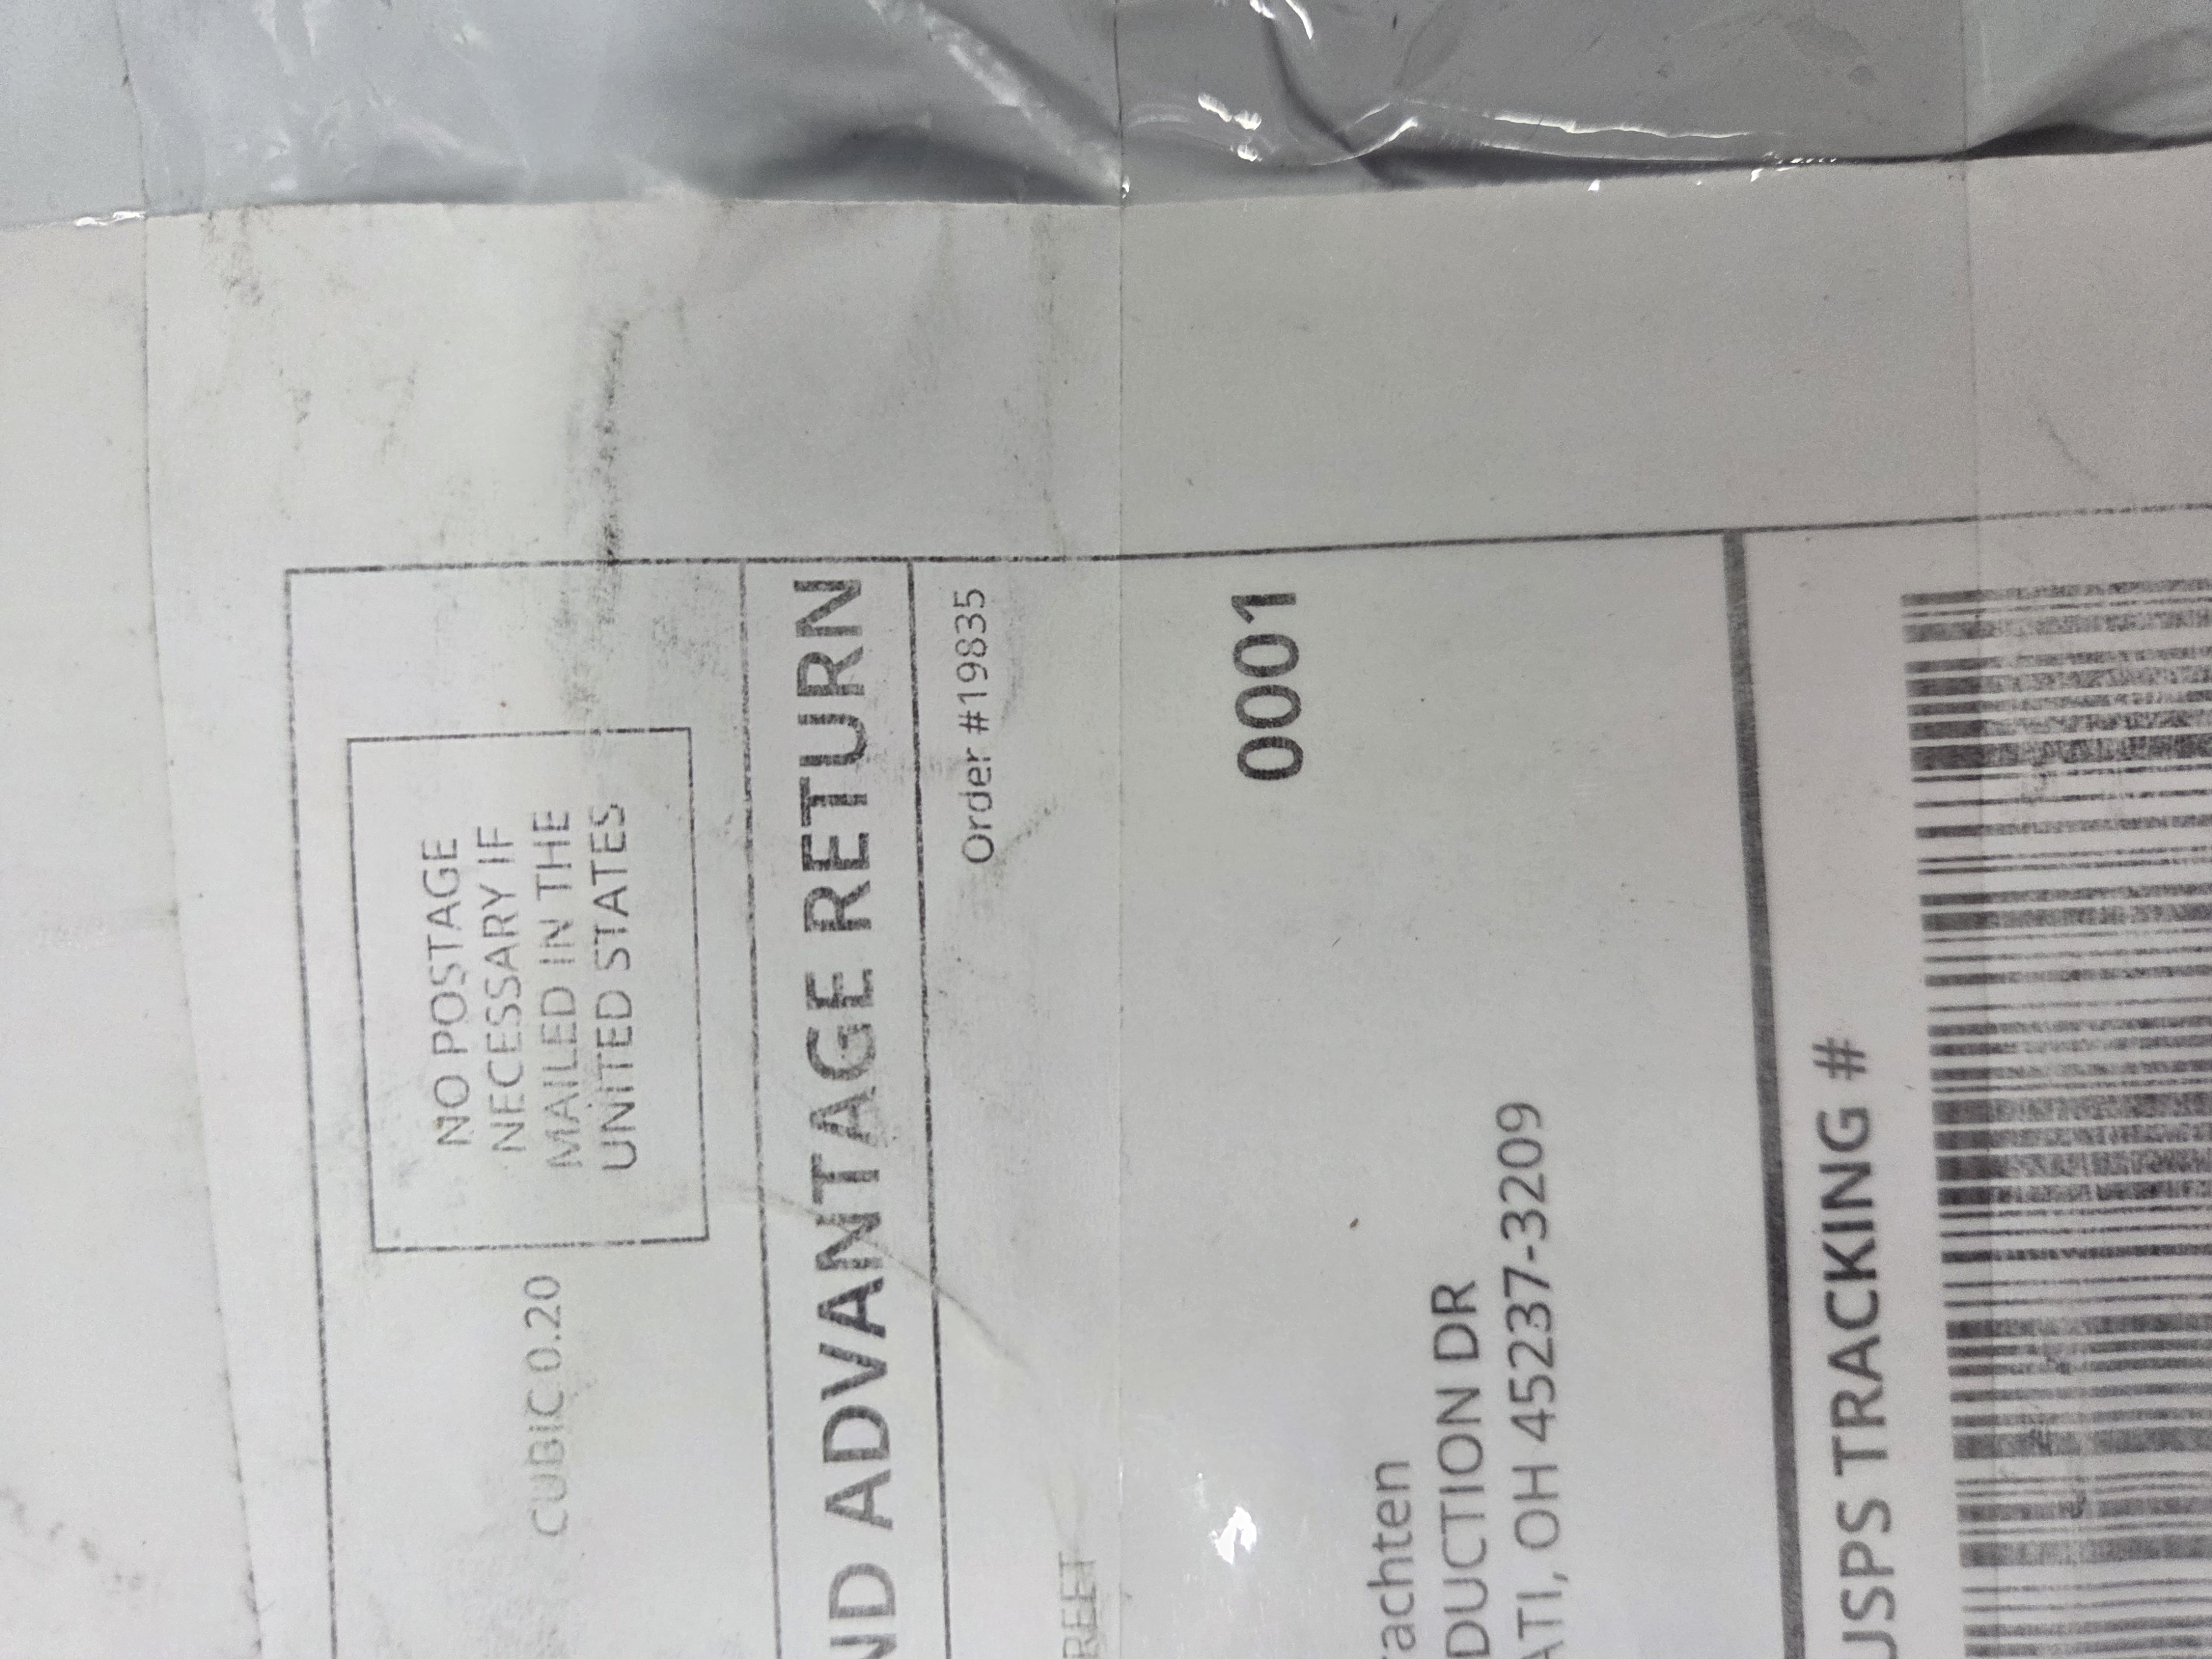 NO POSTAGE
NECESSARY IF
MAILED IN THE
UNITED STATES
CUBIC 0.20
ND ADVANTAGE RETURN
Order #19835
REET
0001
rachten
DUCTION DR
ATI, OH 45237-3209
USPS TRACKING #